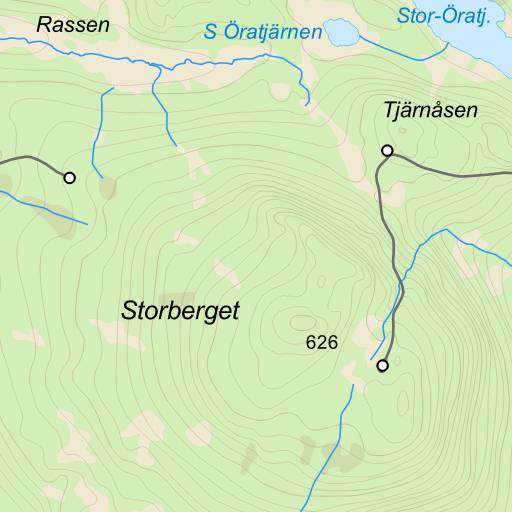 Stor-Öratj.
Rassen
S Öratjärnen
Tjärnåsen
Storberget
626